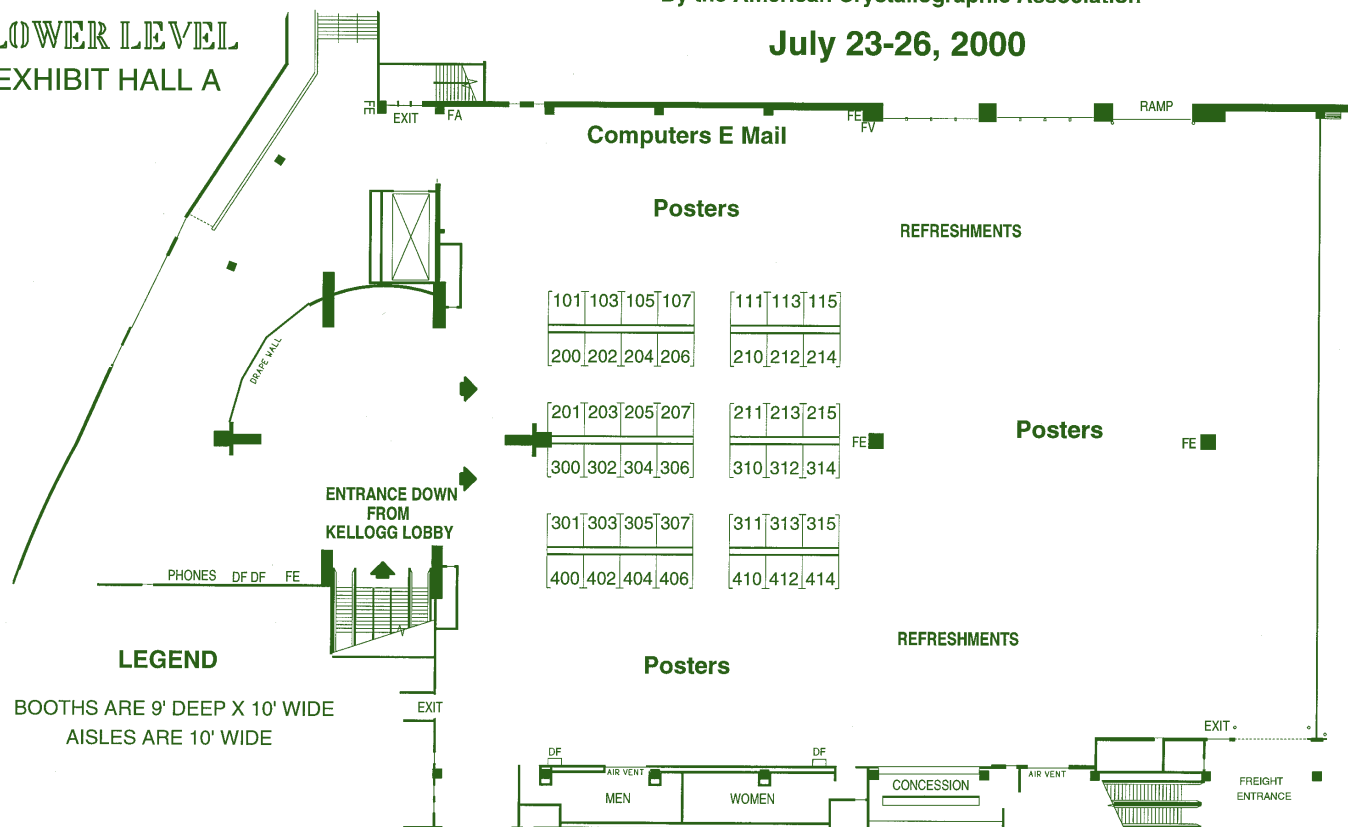 By the American Crystallographic Association
LOWER LEVEL
July 23-26, 2000
EXHIBIT HALL A
FE
EXIT
FA
FE
FV
RAMP
Computers E Mail
Posters
REFRESHMENTS
101 103 105 107 111 113 115
200 202 204 206 210 212 214
DRAPE WALL
201 203 205 207 211 213 215
Posters
FE
FE
300 302 304 306 310 312 314
ENTRANCE DOWN
FROM
KELLOGG LOBBY
301 303 305 307 311 313 315
400 402 404 406 410 412 414
PHONES DF DF FE
REFRESHMENTS
LEGEND
Posters
BOOTHS ARE 9' DEEP X 10' WIDE
EXIT
AISLES ARE 10' WIDE
EXIT
DF
DF
AIR VENT
AIR VENT
MEN
WOMEN
CONCESSION
FREIGHT
ENTRANCE